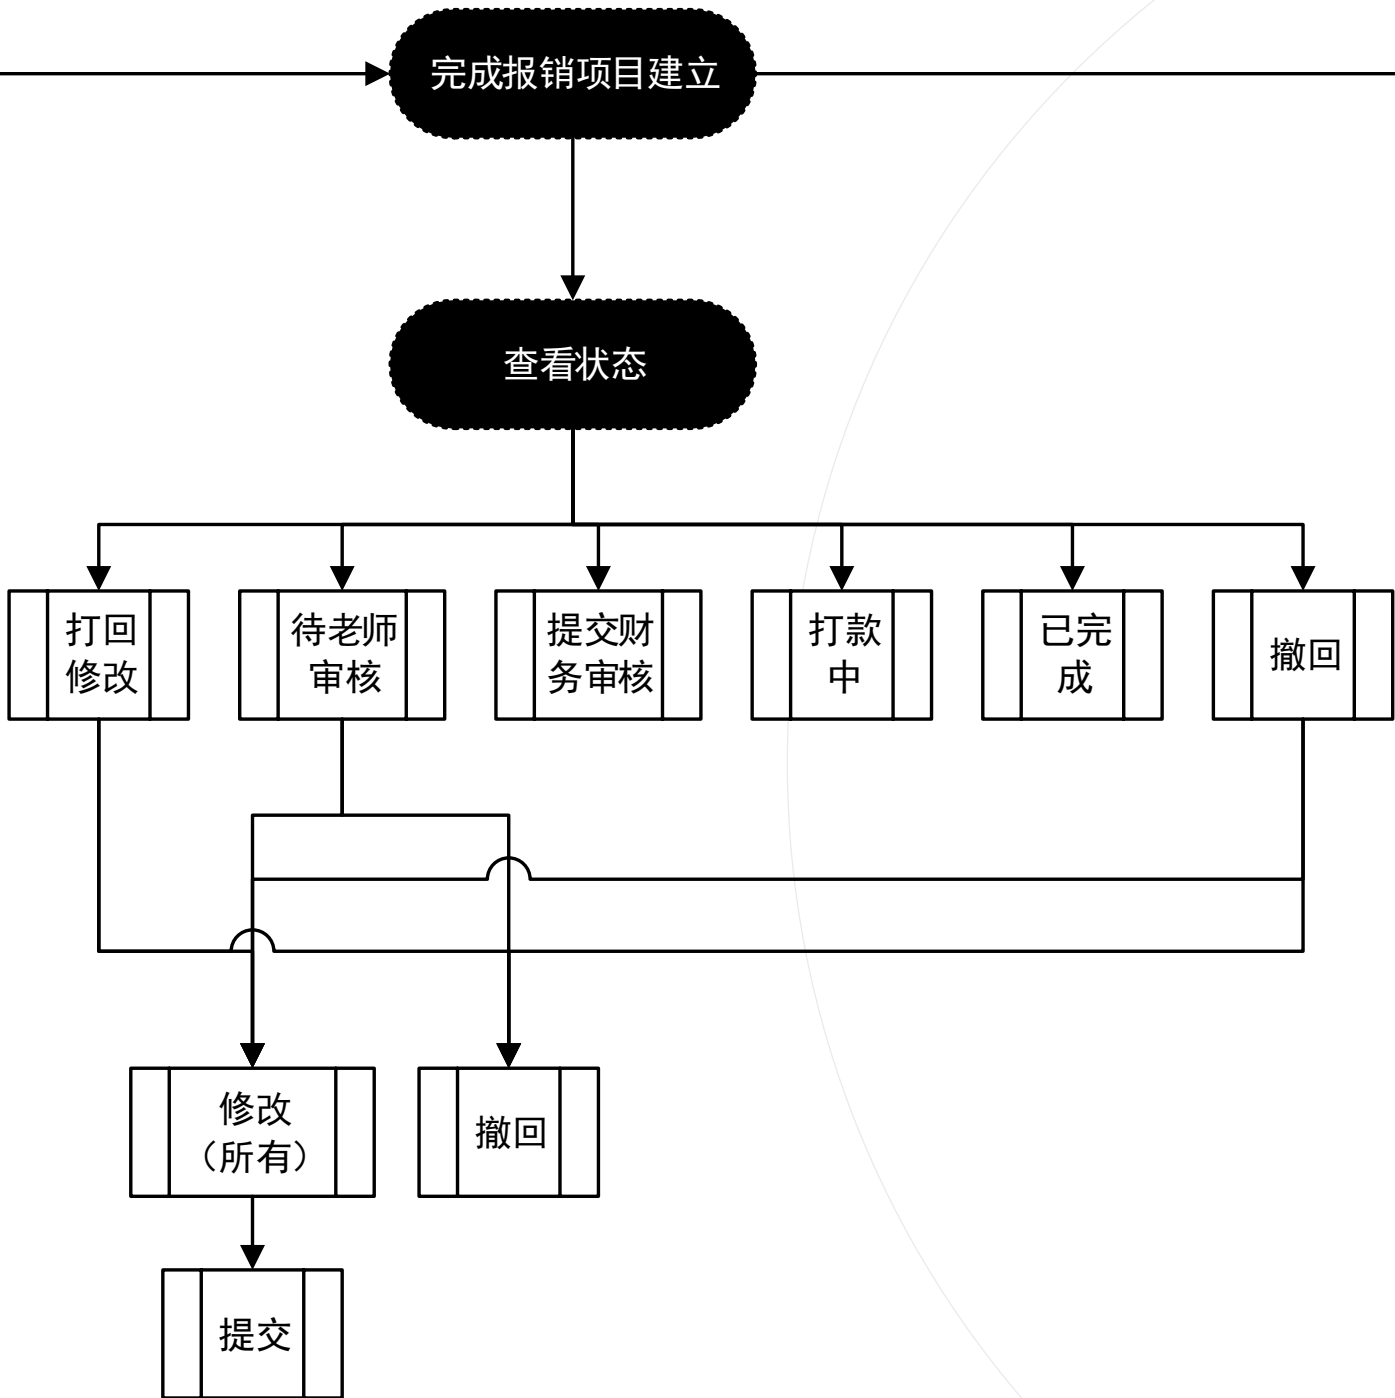 完成报销项目建立
查看状态
打回
修改
待老师
审核
提交财
务审核
打款
中
已完
成
撤回
修改
（所有）
撤回
提交